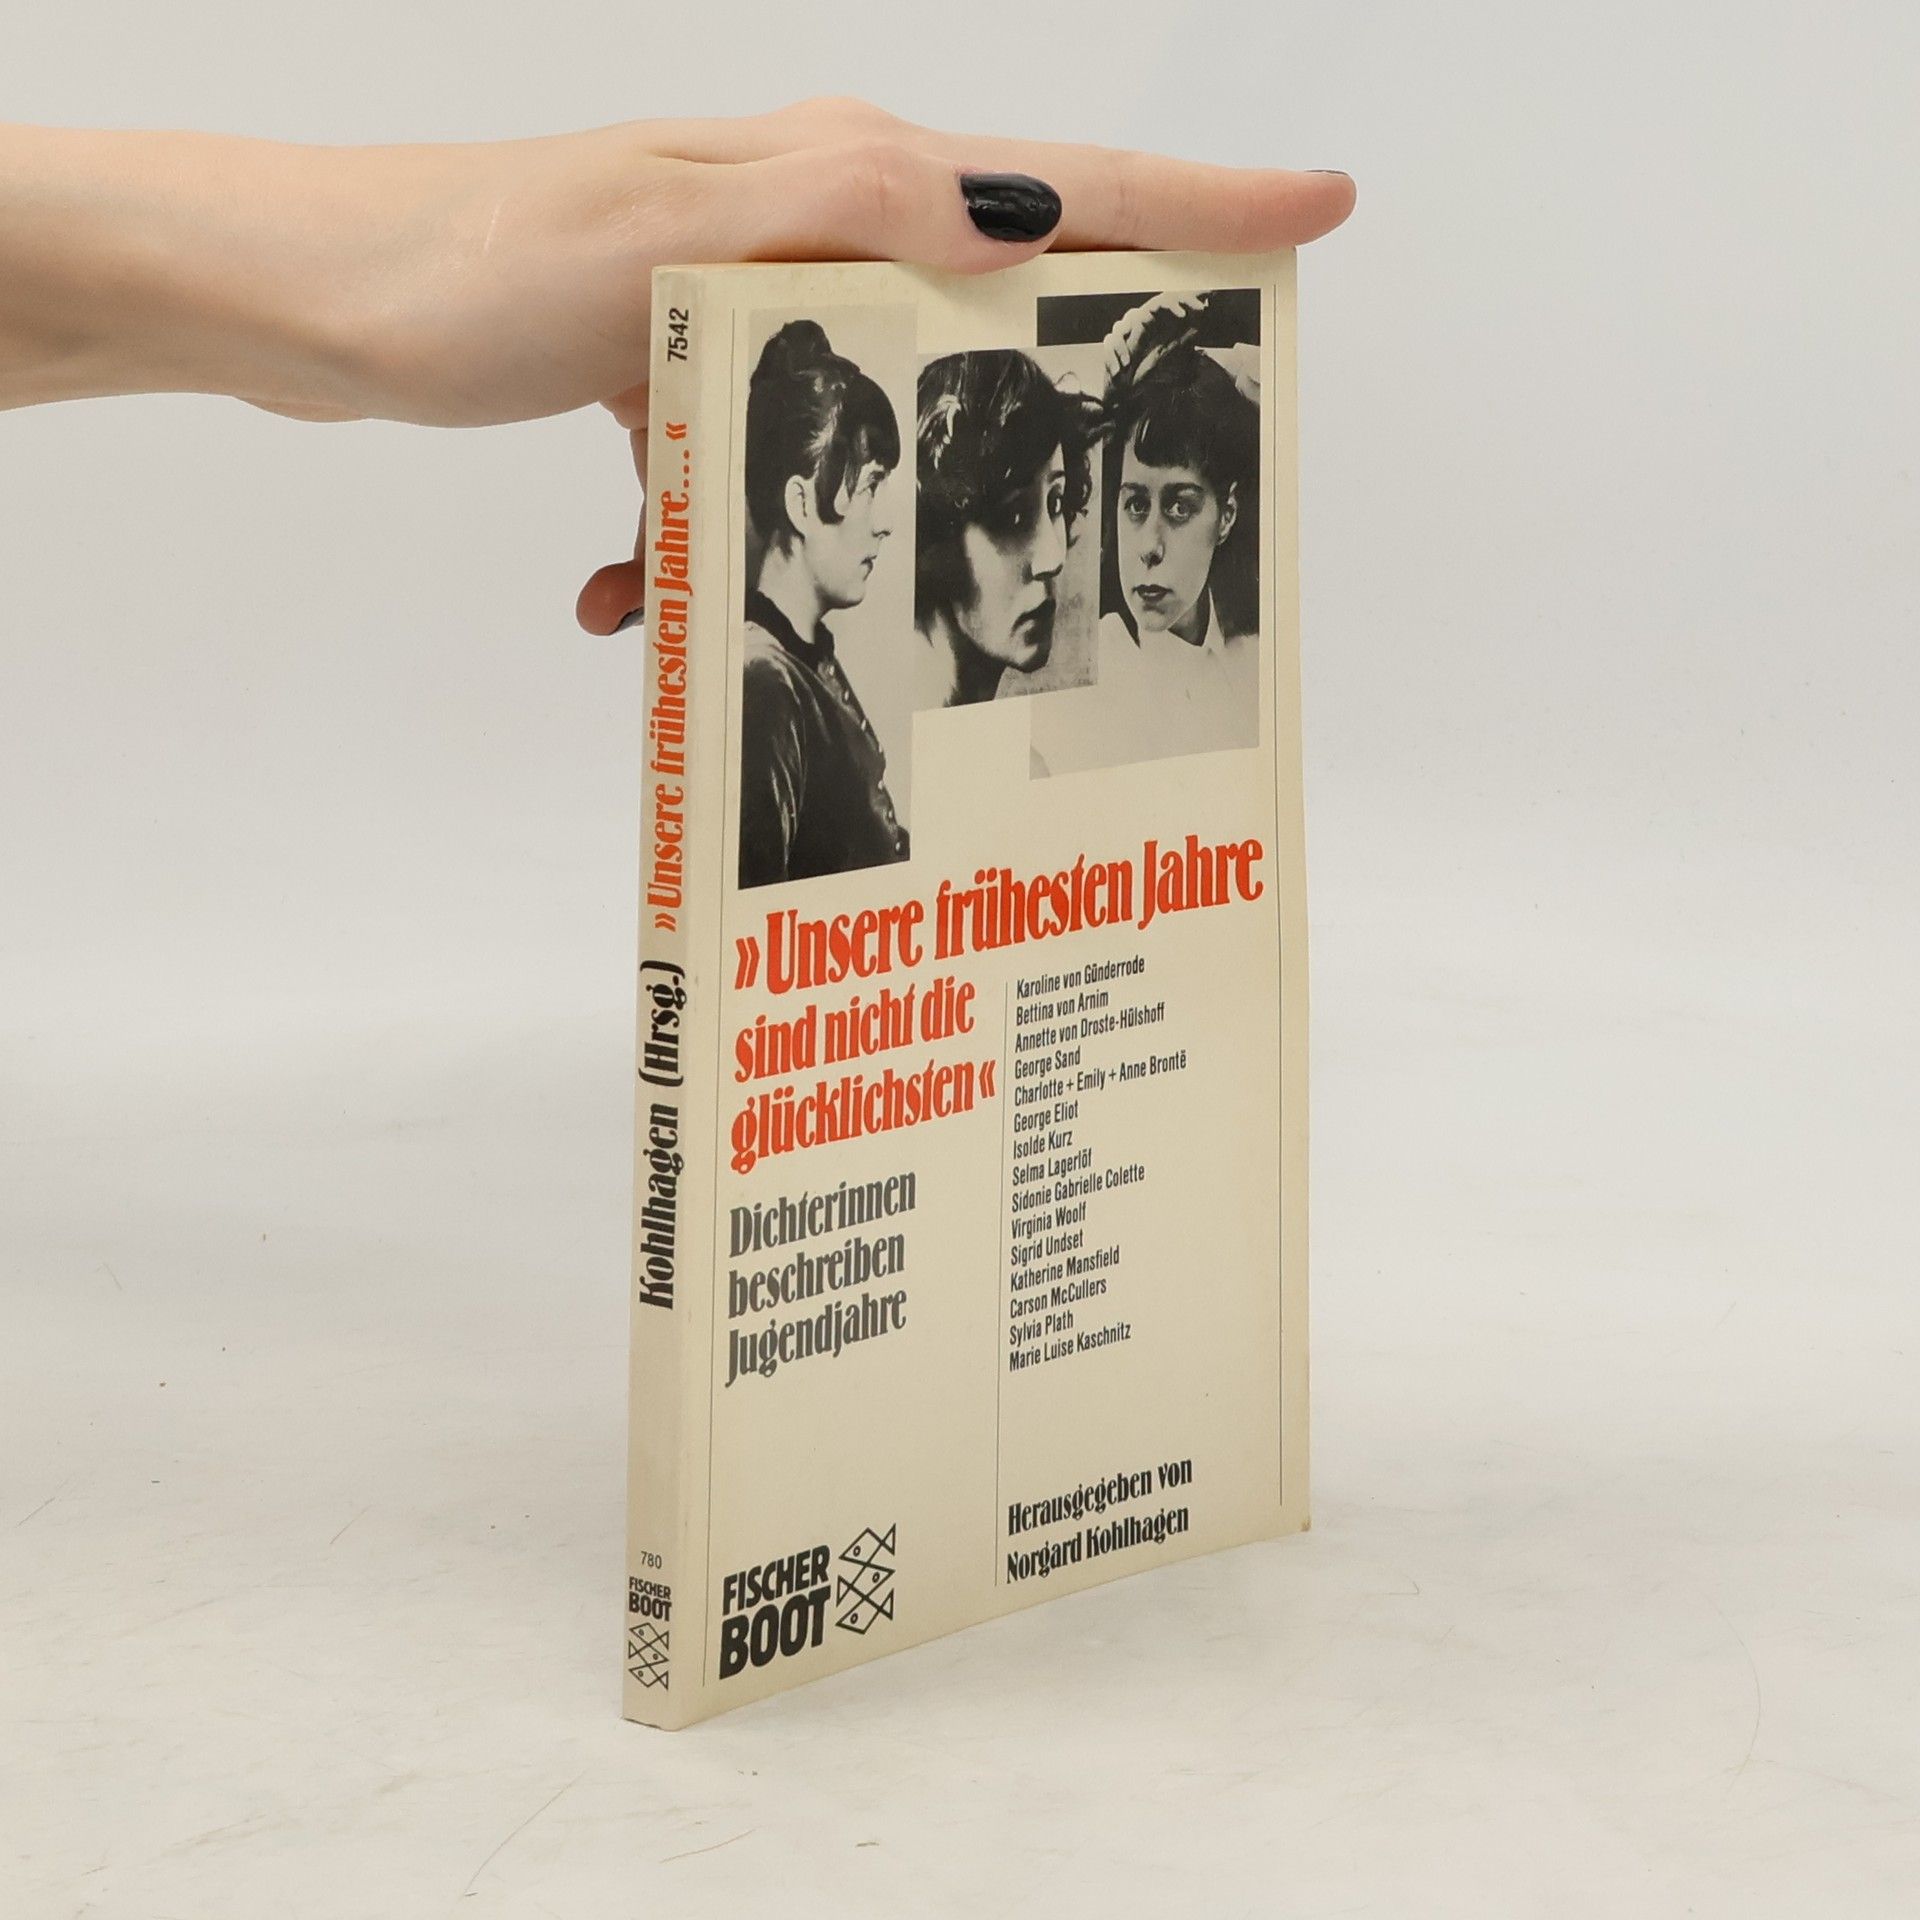 7542
»Unsere frühesten Jahre...«
Kohlhagen (Hrsg.)
780
FISCHER
BOOT
»Unsere frühesten Jahre
sind nicht die
glücklichsten«
Dichterinnen
beschreiben
Jugendjahre
Karoline von Günderrode
Bettina von Arnim
Annette von Droste-Hülshoff
George Sand
Charlotte + Emily + Anne Brontë
George Eliot
Isolde Kurz
Selma Lagerlöf
Sidonie Gabrielle Colette
Virginia Woolf
Sigrid Undset
Katherine Mansfield
Carson McCullers
Sylvia Plath
Marie Luise Kaschnitz
Herausgegeben von
Norgard Kohlhagen
FISCHER
BOOT